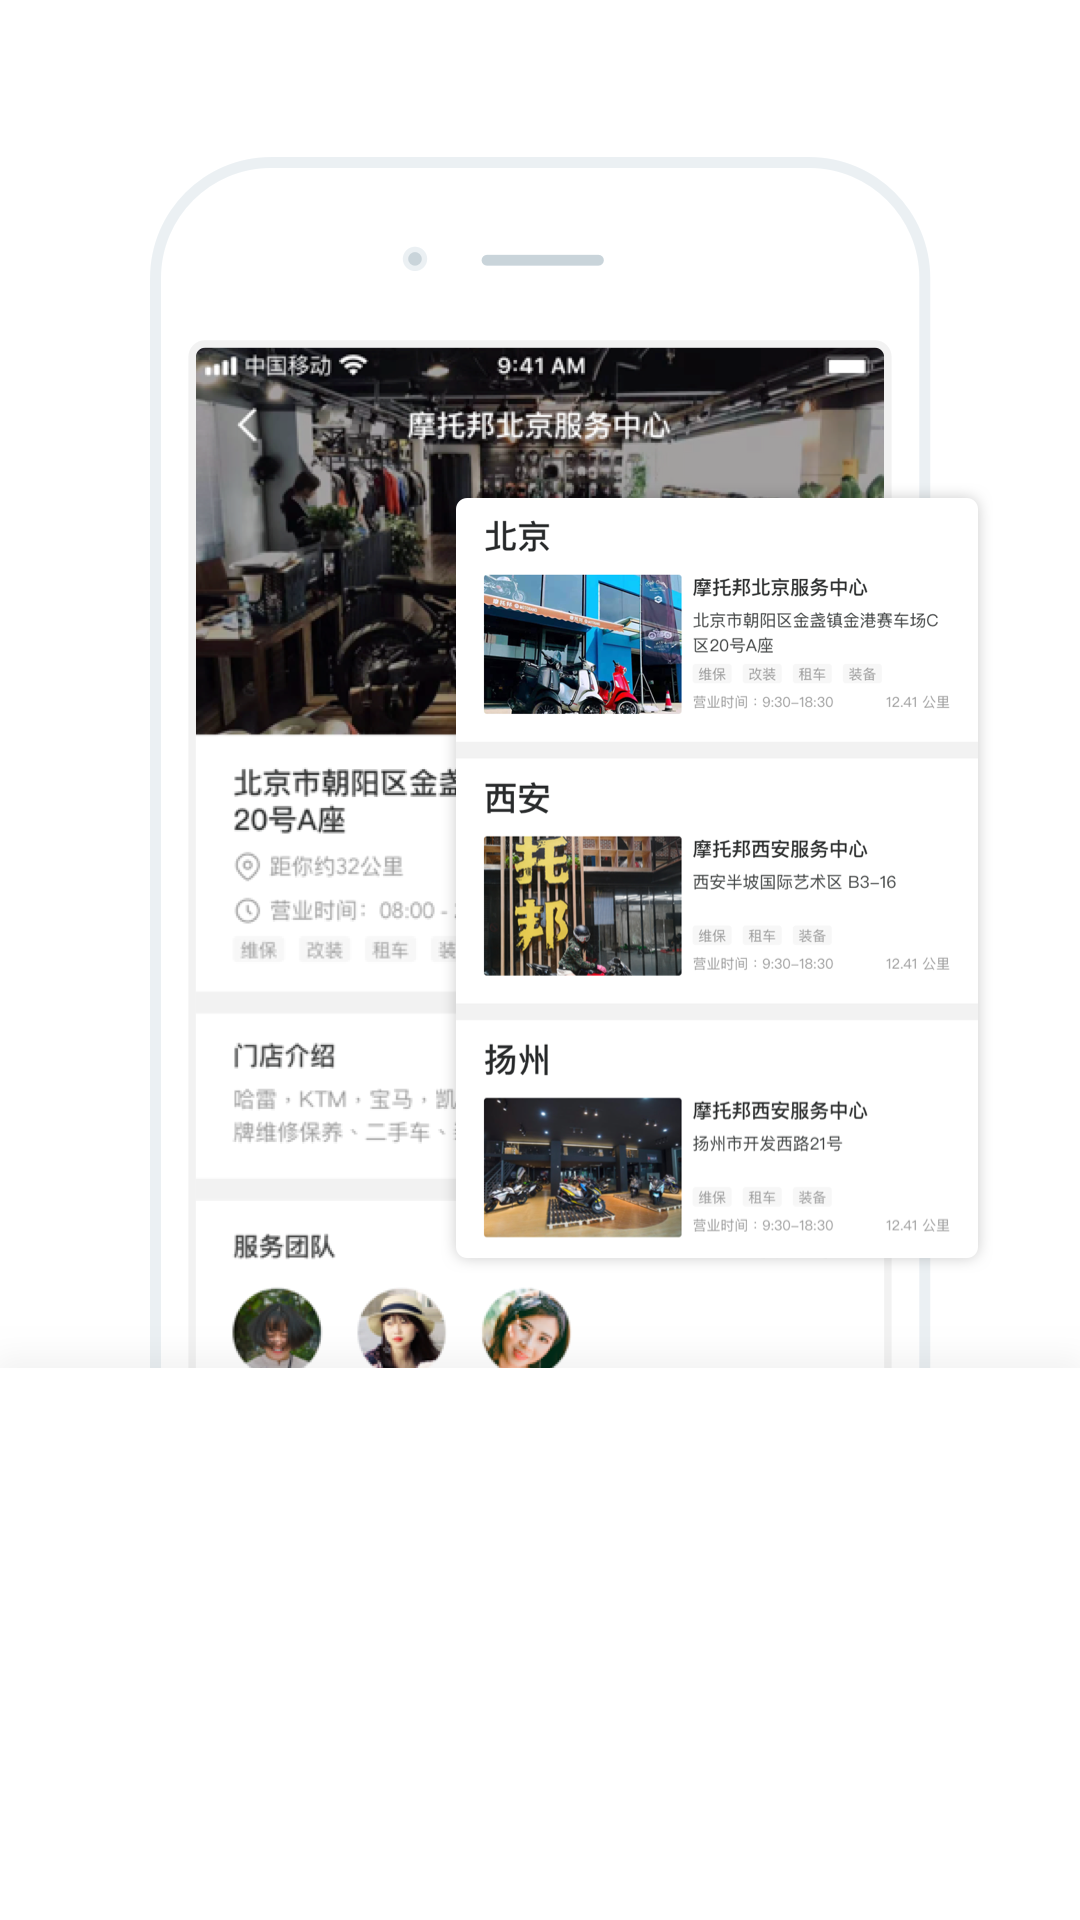 中国移动
9:41 AM
摩托邦北京服务中心
北京市朝阳区金盏
20号A座
距你约32公里
营业时间： 08:00 -
维保 改装 租车 装
门店介绍
哈雷，KTM，宝马，凯
牌维修保养、二手车、
服务团队
北京
摩托邦北京服务中心
北京市朝阳区金盏镇金港赛车场C
区20号A座
维保 改装 租车 装备
营业时间：9:30-18:30 12.41 公里
西安
托
邦
摩托邦西安服务中心
西安半坡国际艺术区 B3-16
维保 租车 装备
营业时间：9:30-18:30 12.41 公里
扬州
摩托邦西安服务中心
扬州市开发西路21号
维保 租车 装备
营业时间：9:30-18:30 12.41 公里